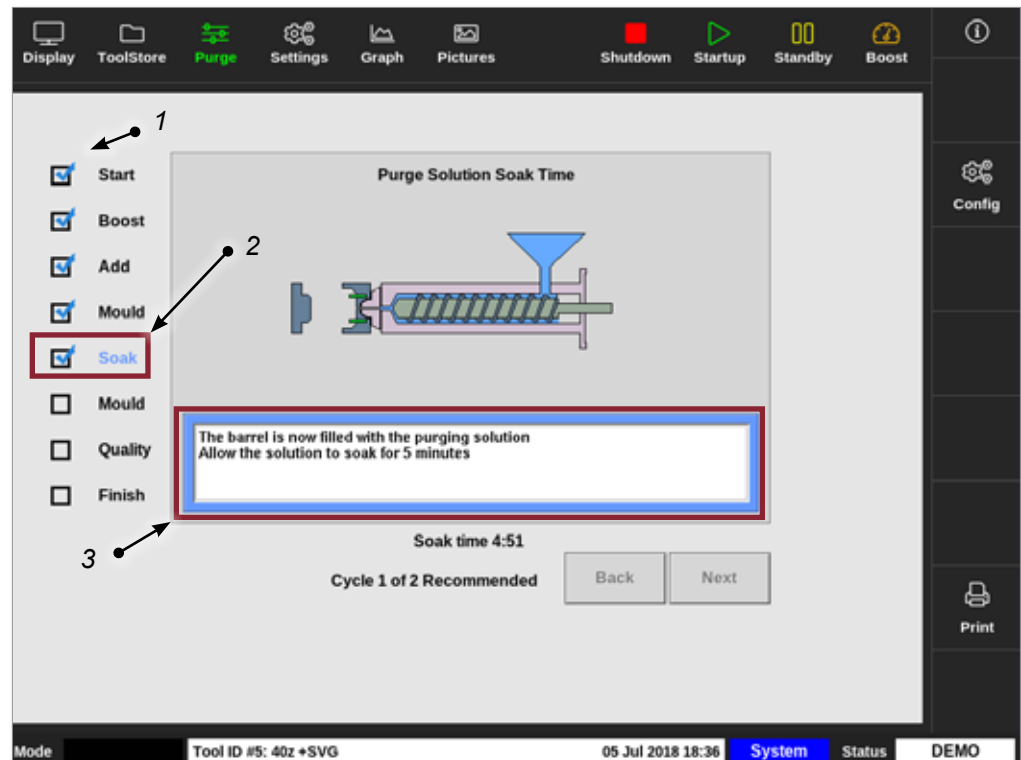 Display ToolStore Purge Settings Graph Pictures Shutdown Startup Standby Boost
1
Start
Purge Solution Soak Time
Config
Boost
2
Add
Mould
Soak
Mould
The barrel is now filled with the purging solution
Quality
Allow the solution to soak for 5 minutes
Finish
Soak time 4:51
3
Cycle 1 of 2 Recommended
Back Next
Print
Mode Tool ID #5: 40z +SVG 05 Jul 2018 18:36 System Status DEMO